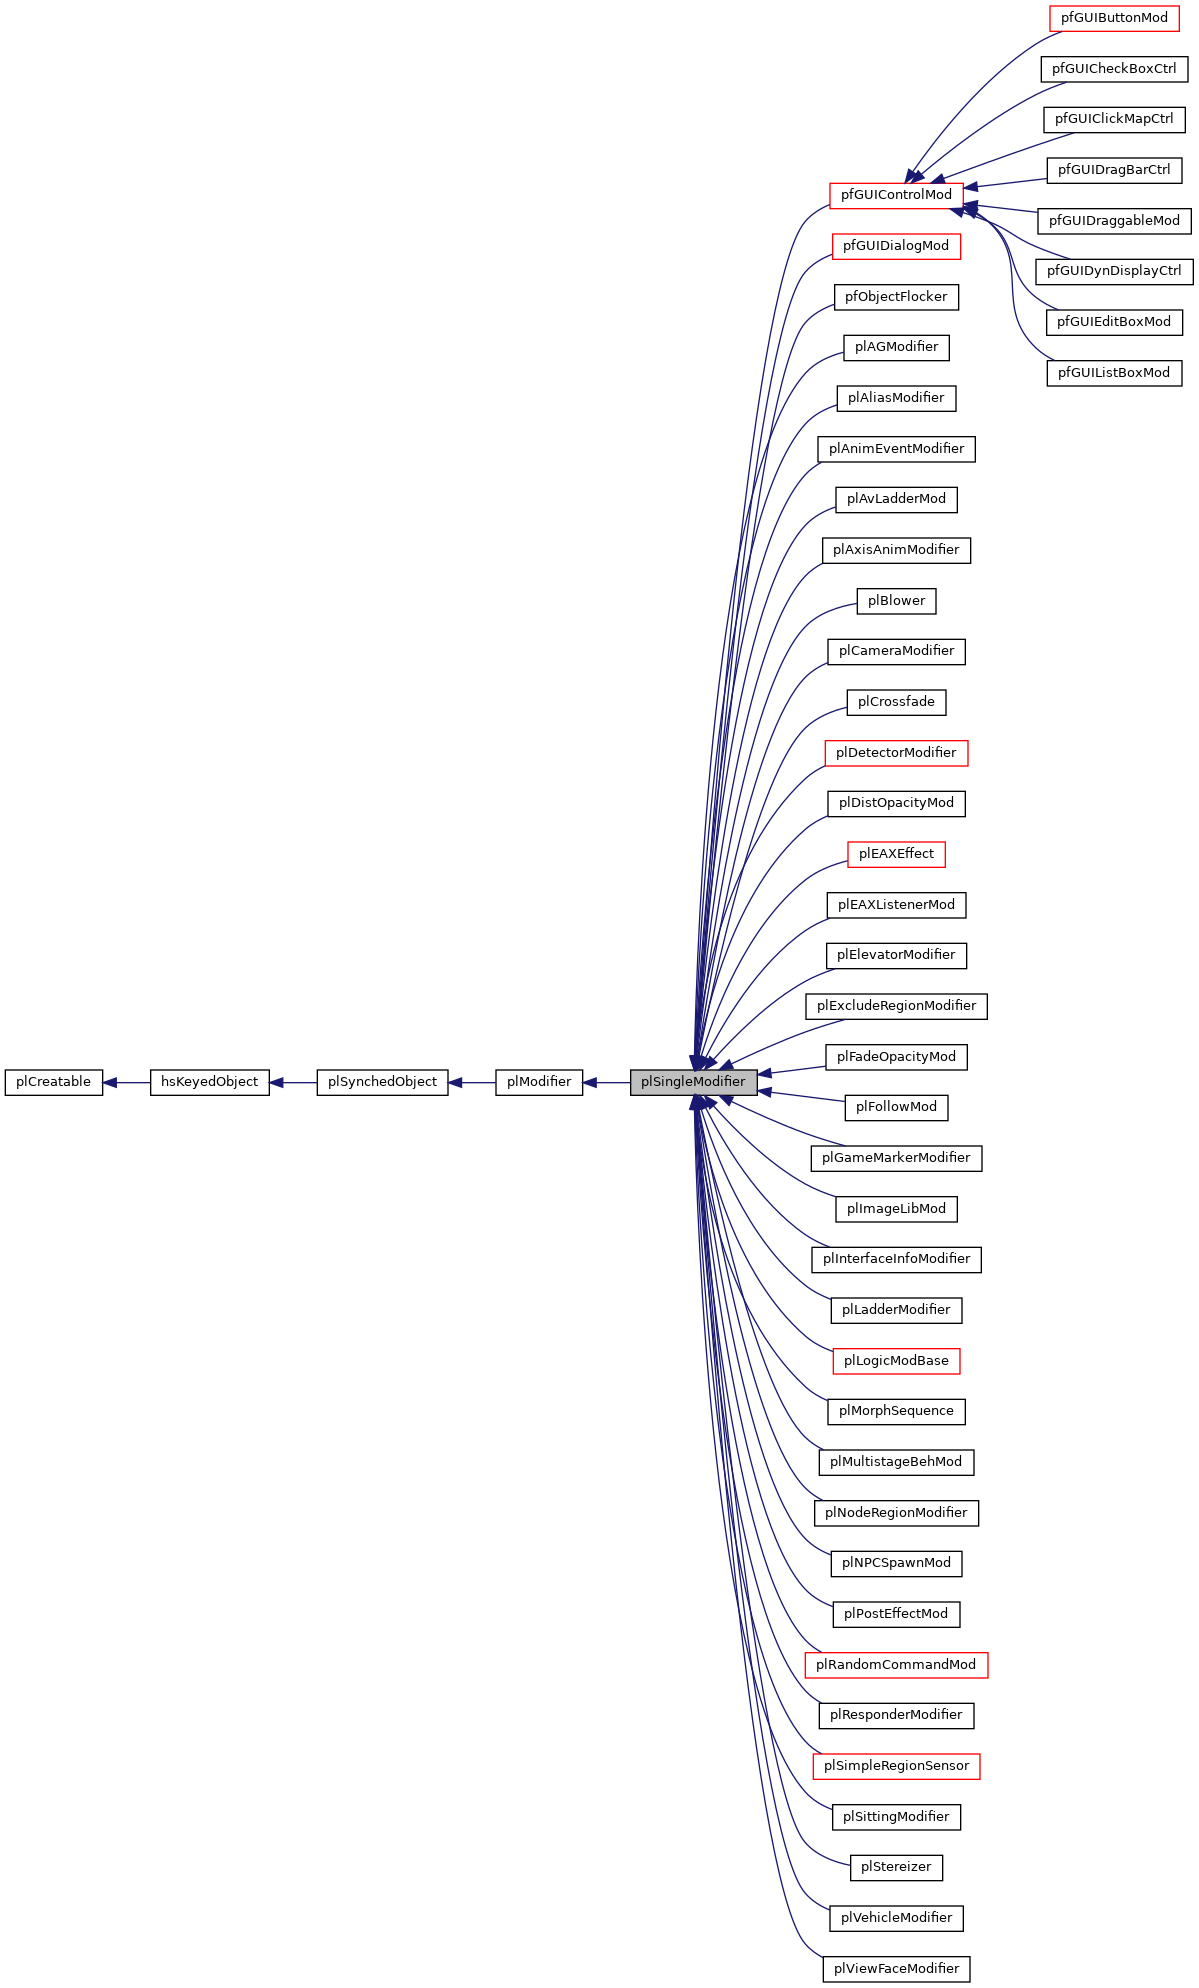 pfGUIButtonMod
pfGUICheckBoxCtrl
pfGUIClickMapCtrl
pfGUIDragBarCtrl
pfGUIControlMod
pfGUIDraggableMod
pfGUIDialogMod
pfGUIDynDisplayCtrl
pfObjectFlocker
pfGUIEditBoxMod
plAGModifier
pfGUIListBoxMod
plAliasModifier
plAnimEventModifier
plAvLadderMod
plAxisAnimModifier
plBlower
plCameraModifier
plCrossfade
plDetectorModifier
plDistOpacityMod
plEAXEffect
plEAXListenerMod
plElevatorModifier
plExcludeRegionModifier
plFadeOpacityMod
plCreatable
hsKeyedObject
plSynchedObject
plModifier
plSingleModifier
plFollowMod
plGameMarkerModifier
plImageLibMod
plInterfaceInfoModifier
plLadderModifier
plLogicModBase
plMorphSequence
plMultistageBehMod
plNodeRegionModifier
plNPCSpawnMod
plPostEffectMod
plRandomCommandMod
plResponderModifier
plSimpleRegionSensor
plSittingModifier
plStereizer
plVehicleModifier
plViewFaceModifier